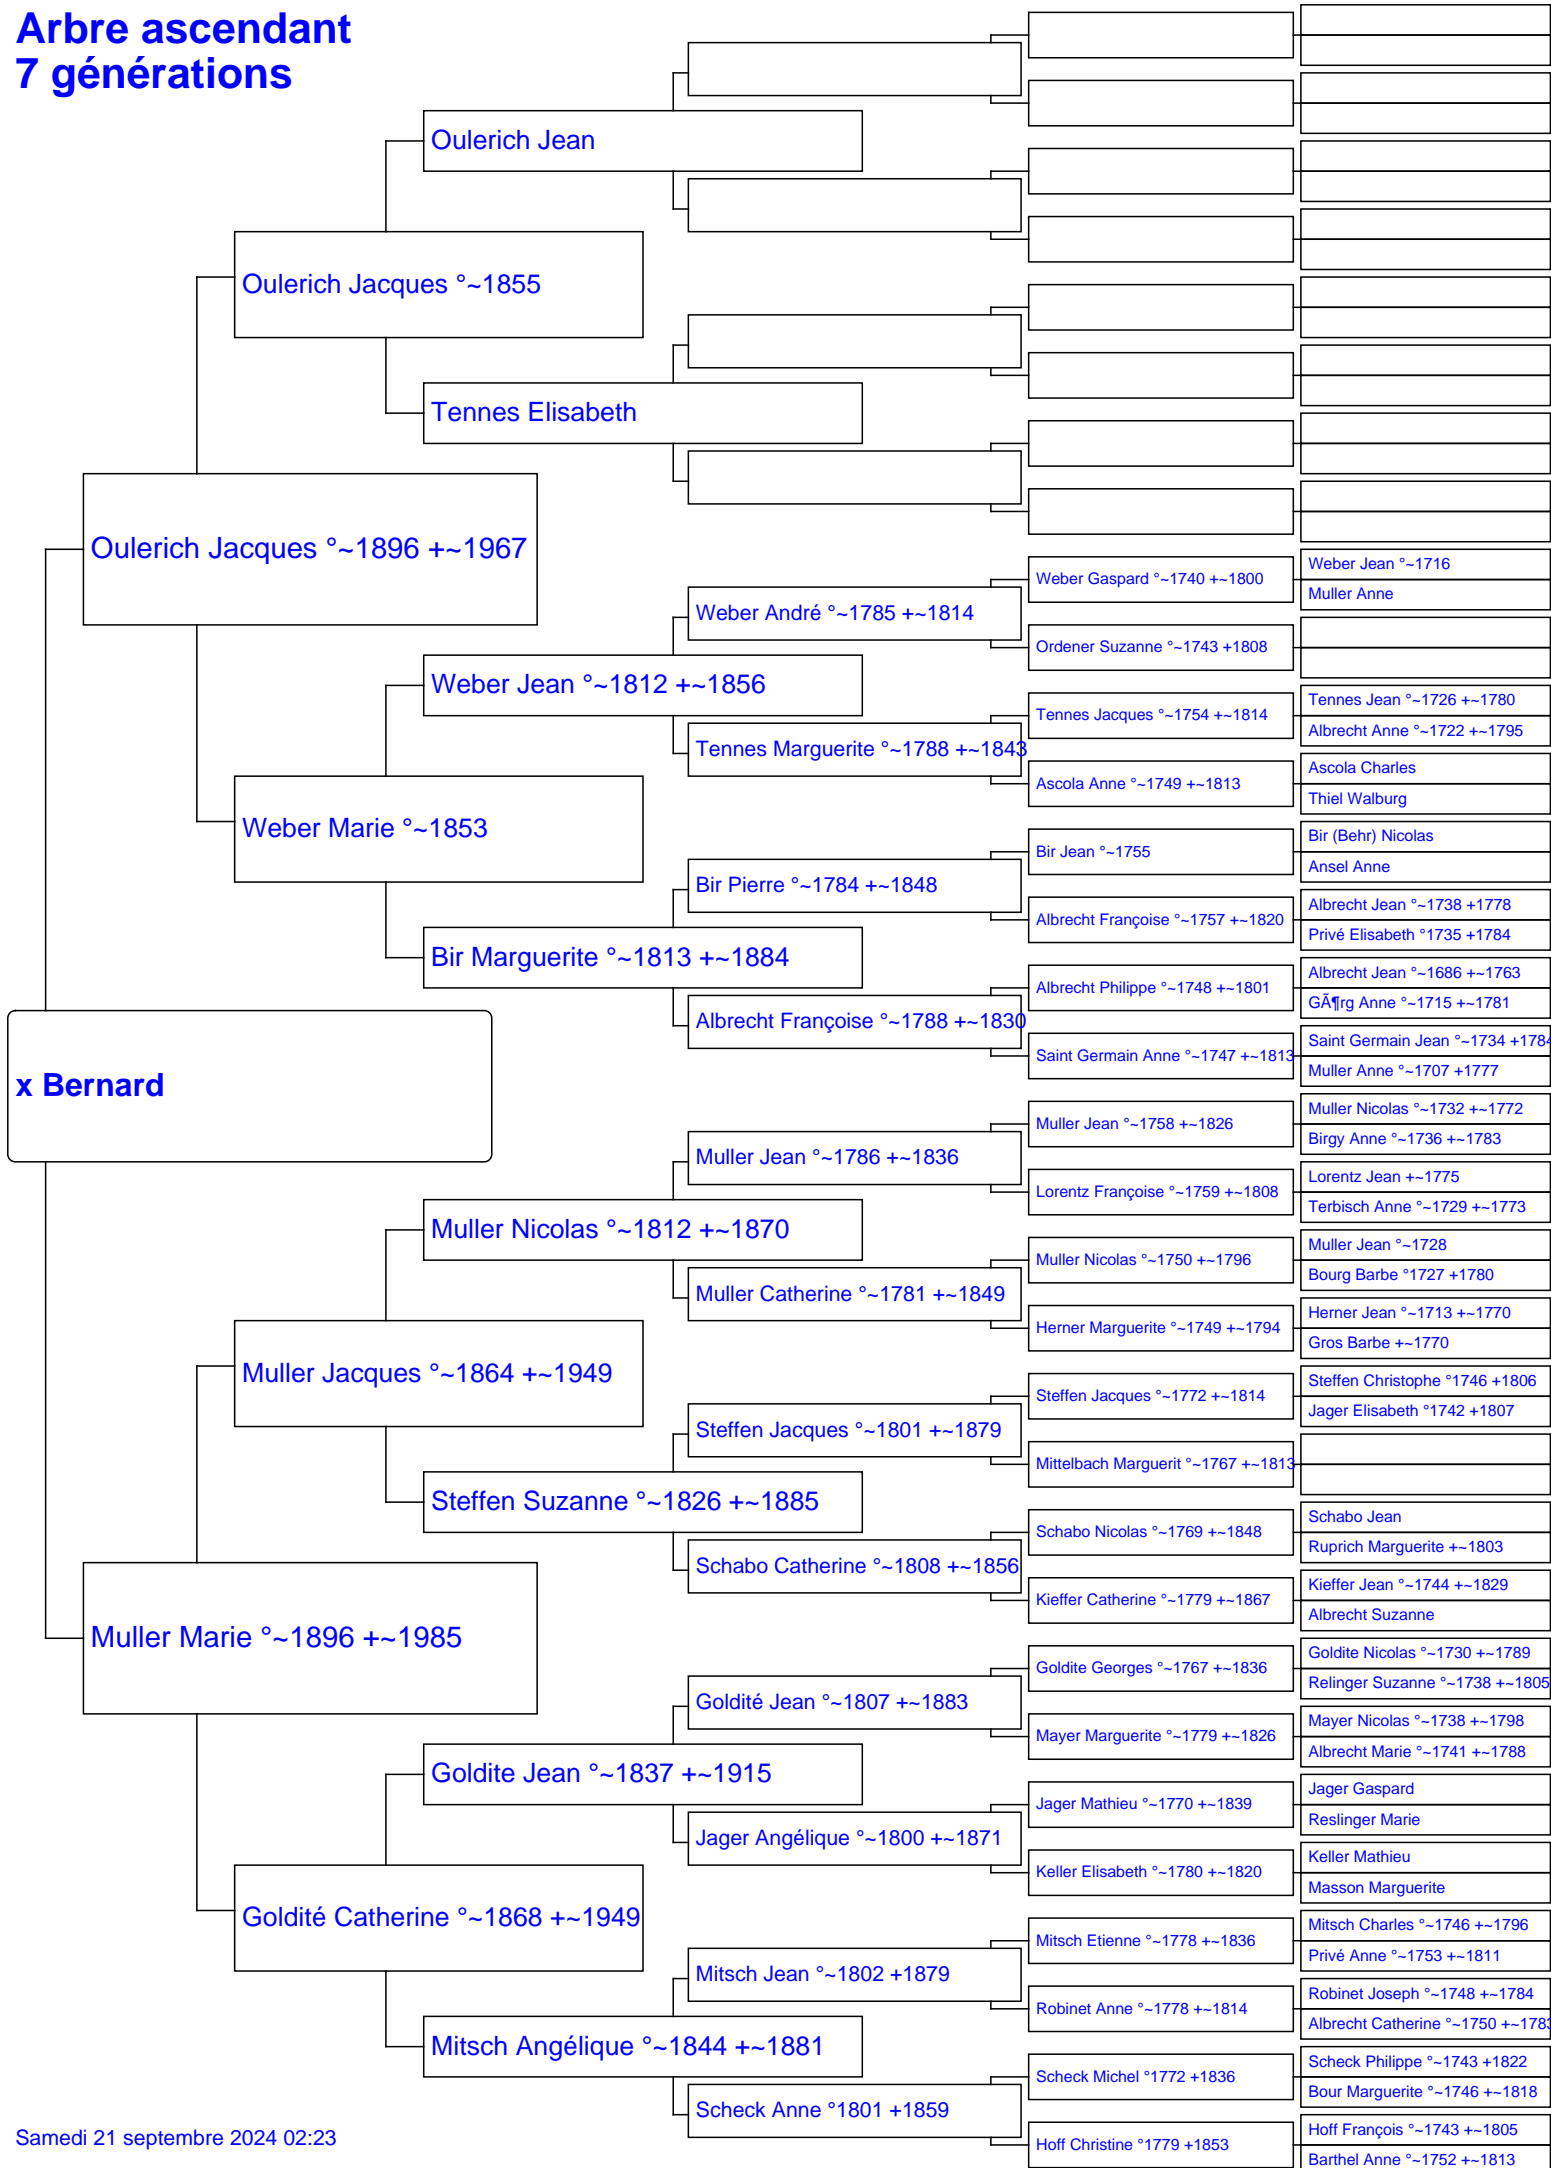 Arbre ascendant
7 générations
x Bernard
Oulerich Jacques °~1896 +~1967
Muller Marie °~1896 +~1985
Oulerich Jacques °~1855
Weber Marie °~1853
Muller Jacques °~1864 +~1949
Goldité Catherine °~1868 +~1949
Oulerich Jean
Tennes Elisabeth
Weber Jean °~1812 +~1856
Bir Marguerite °~1813 +~1884
Muller Nicolas °~1812 +~1870
Steffen Suzanne °~1826 +~1885
Goldite Jean °~1837 +~1915
Mitsch Angélique °~1844 +~1881
Weber André °~1785 +~1814
Tennes Marguerite °~1788 +~1843
Bir Pierre °~1784 +~1848
Albrecht Françoise °~1788 +~1830
Muller Jean °~1786 +~1836
Muller Catherine °~1781 +~1849
Steffen Jacques °~1801 +~1879
Schabo Catherine °~1808 +~1856
Goldité Jean °~1807 +~1883
Jager Angélique °~1800 +~1871
Mitsch Jean °~1802 +1879
Scheck Anne °1801 +1859
Weber Gaspard °~1740 +~1800
Ordener Suzanne °~1743 +1808
Tennes Jacques °~1754 +~1814
Ascola Anne °~1749 +~1813
Bir Jean °~1755
Albrecht Françoise °~1757 +~1820
Albrecht Philippe °~1748 +~1801
Saint Germain Anne °~1747 +~1813
Muller Jean °~1758 +~1826
Lorentz Françoise °~1759 +~1808
Muller Nicolas °~1750 +~1796
Herner Marguerite °~1749 +~1794
Steffen Jacques °~1772 +~1814
Mittelbach Marguerit °~1767 +~1813
Schabo Nicolas °~1769 +~1848
Kieffer Catherine °~1779 +~1867
Goldite Georges °~1767 +~1836
Mayer Marguerite °~1779 +~1826
Jager Mathieu °~1770 +~1839
Keller Elisabeth °~1780 +~1820
Mitsch Etienne °~1778 +~1836
Robinet Anne °~1778 +~1814
Scheck Michel °1772 +1836
Hoff Christine °1779 +1853
Weber Jean °~1716
Muller Anne
Tennes Jean °~1726 +~1780
Albrecht Anne °~1722 +~1795
Ascola Charles
Thiel Walburg
Bir (Behr) Nicolas
Ansel Anne
Albrecht Jean °~1738 +1778
Privé Elisabeth °1735 +1784
Albrecht Jean °~1686 +~1763
GÃ¶rg Anne °~1715 +~1781
Saint Germain Jean °~1734 +1784
Muller Anne °~1707 +1777
Muller Nicolas °~1732 +~1772
Birgy Anne °~1736 +~1783
Lorentz Jean +~1775
Terbisch Anne °~1729 +~1773
Muller Jean °~1728
Bourg Barbe °1727 +1780
Herner Jean °~1713 +~1770
Gros Barbe +~1770
Steffen Christophe °1746 +1806
Jager Elisabeth °1742 +1807
Schabo Jean
Ruprich Marguerite +~1803
Kieffer Jean °~1744 +~1829
Albrecht Suzanne
Goldite Nicolas °~1730 +~1789
Relinger Suzanne °~1738 +~1805
Mayer Nicolas °~1738 +~1798
Albrecht Marie °~1741 +~1788
Jager Gaspard
Reslinger Marie
Keller Mathieu
Masson Marguerite
Mitsch Charles °~1746 +~1796
Privé Anne °~1753 +~1811
Robinet Joseph °~1748 +~1784
Albrecht Catherine °~1750 +~1783
Scheck Philippe °~1743 +1822
Bour Marguerite °~1746 +~1818
Hoff François °~1743 +~1805
Barthel Anne °~1752 +~1813
Samedi 21 septembre 2024 02:23